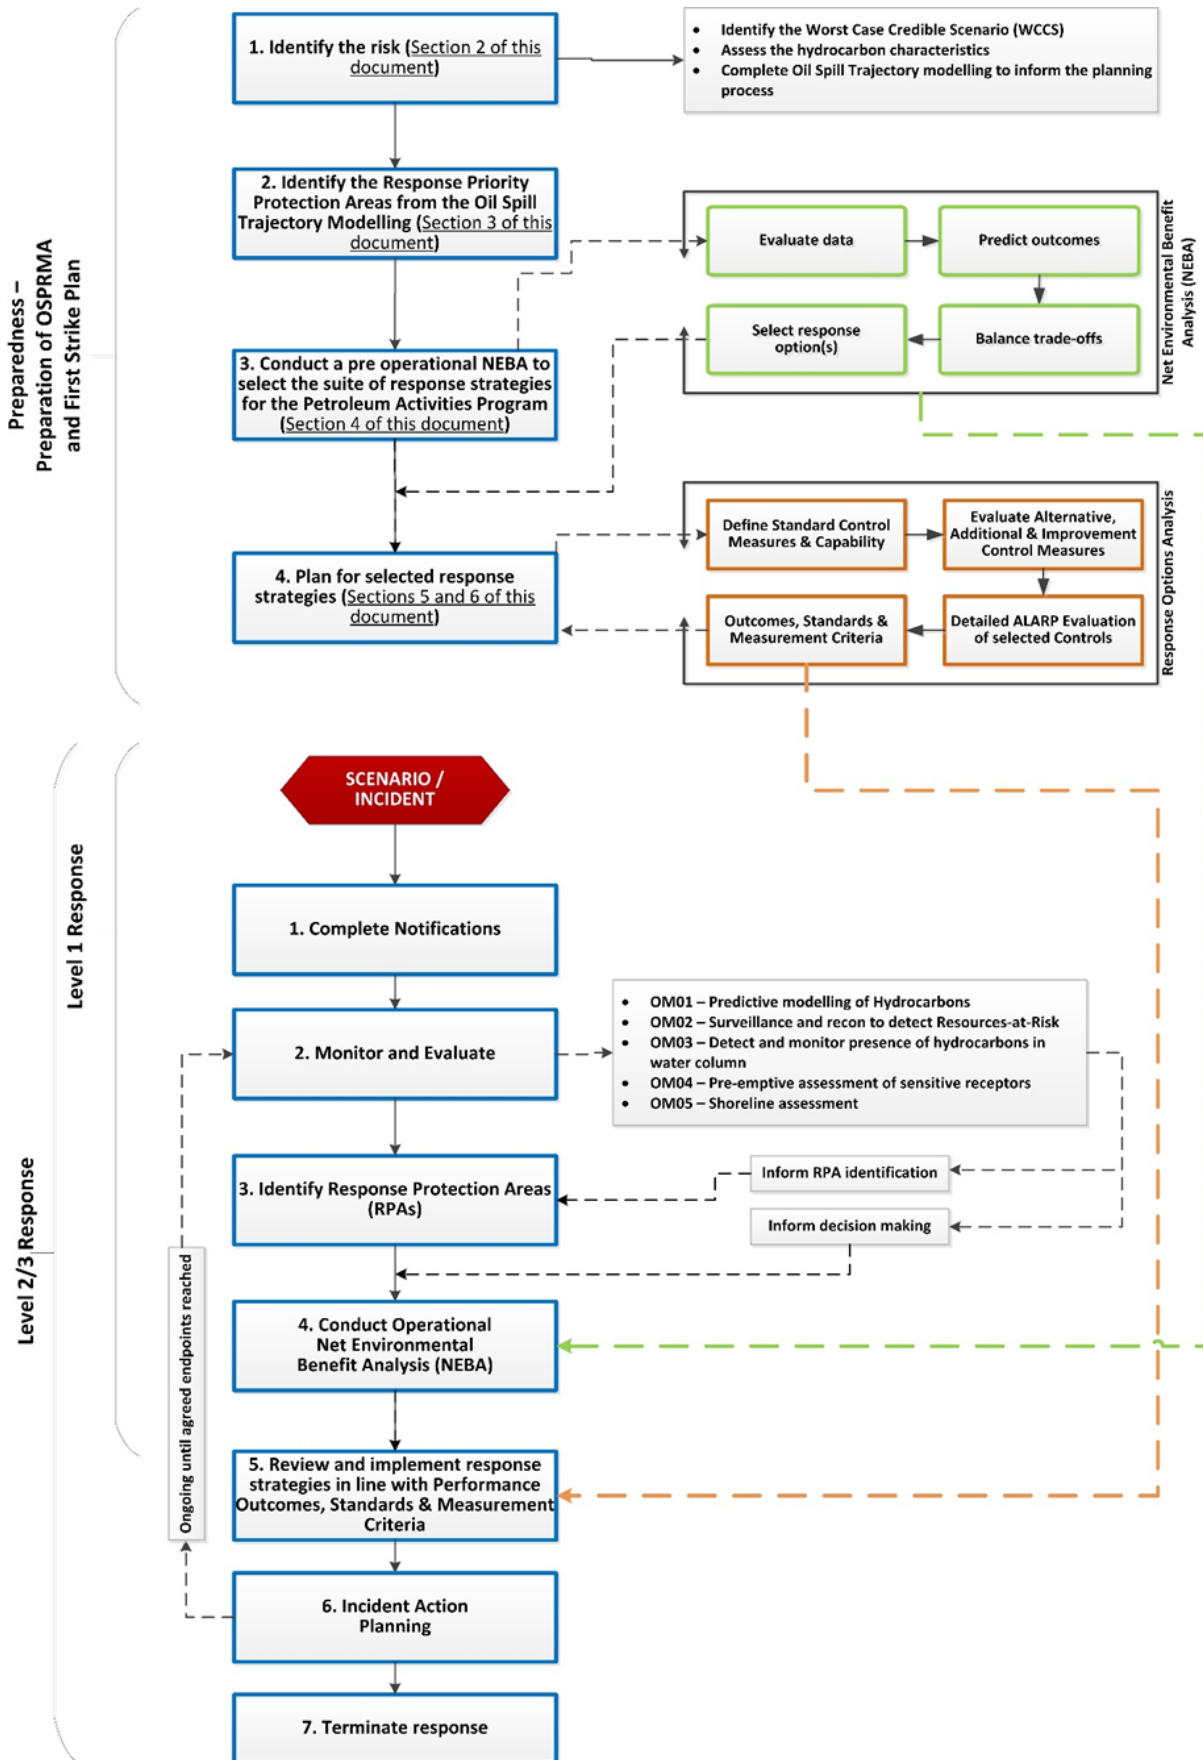 Preparedness –
Preparation of OSPRMA
and First Strike Plan
1. Identify the risk (Section 2 of this
document)
• Identify the Worst Case Credible Scenario (WCCS)
• Assess the hydrocarbon characteristics
• Complete Oil Spill Trajectory modelling to inform the planning
process
2. Identify the Response Priority
Protection Areas from the Oil Spill
Trajectory Modelling (Section 3 of this
document)
Evaluate data
Predict outcomes
Select response
option(s)
Balance trade-offs
Net Environmental Benefit
Analysis (NEBA)
3. Conduct a pre operational NEBA to
select the suite of response strategies
for the Petroleum Activities Program
(Section 4 of this document)
Define Standard Control
Measures & Capability
Evaluate Alternative,
Additional & Improvement
Control Measures
Outcomes, Standards &
Measurement Criteria
Detailed ALARP Evaluation
of selected Controls
Response Options Analysis
4. Plan for selected response
strategies (Sections 5 and 6 of this
document)
Level 2/3 Response
Level 1 Response
SCENARIO /
INCIDENT
1. Complete Notifications
2. Monitor and Evaluate
• OM01 – Predictive modelling of Hydrocarbons
• OM02 – Surveillance and recon to detect Resources-at-Risk
• OM03 – Detect and monitor presence of hydrocarbons in
water column
• OM04 – Pre-emptive assessment of sensitive receptors
• OM05 – Shoreline assessment
Inform RPA identification
3. Identify Response Protection Areas
(RPAs)
Inform decision making
4. Conduct Operational
Net Environmental
Benefit Analysis (NEBA)
Ongoing until agreed endpoints reached
5. Review and implement response
strategies in line with Performance
Outcomes, Standards & Measurement
Criteria
6. Incident Action
Planning
7. Terminate response